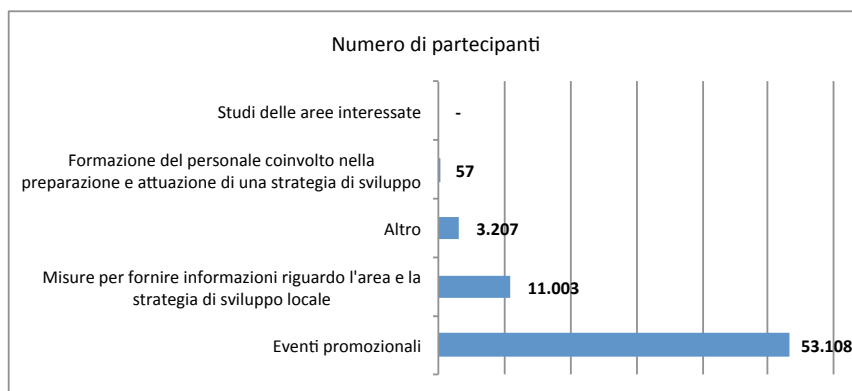 Numero di partecipanti
Studi delle aree interessate
-
Formazione del personale coinvolto nella
preparazione e attuazione di una strategia di sviluppo
57
Altro
3.207
Misure per fornire informazioni riguardo l'area e la
strategia di sviluppo locale
11.003
Eventi promozionali
53.108